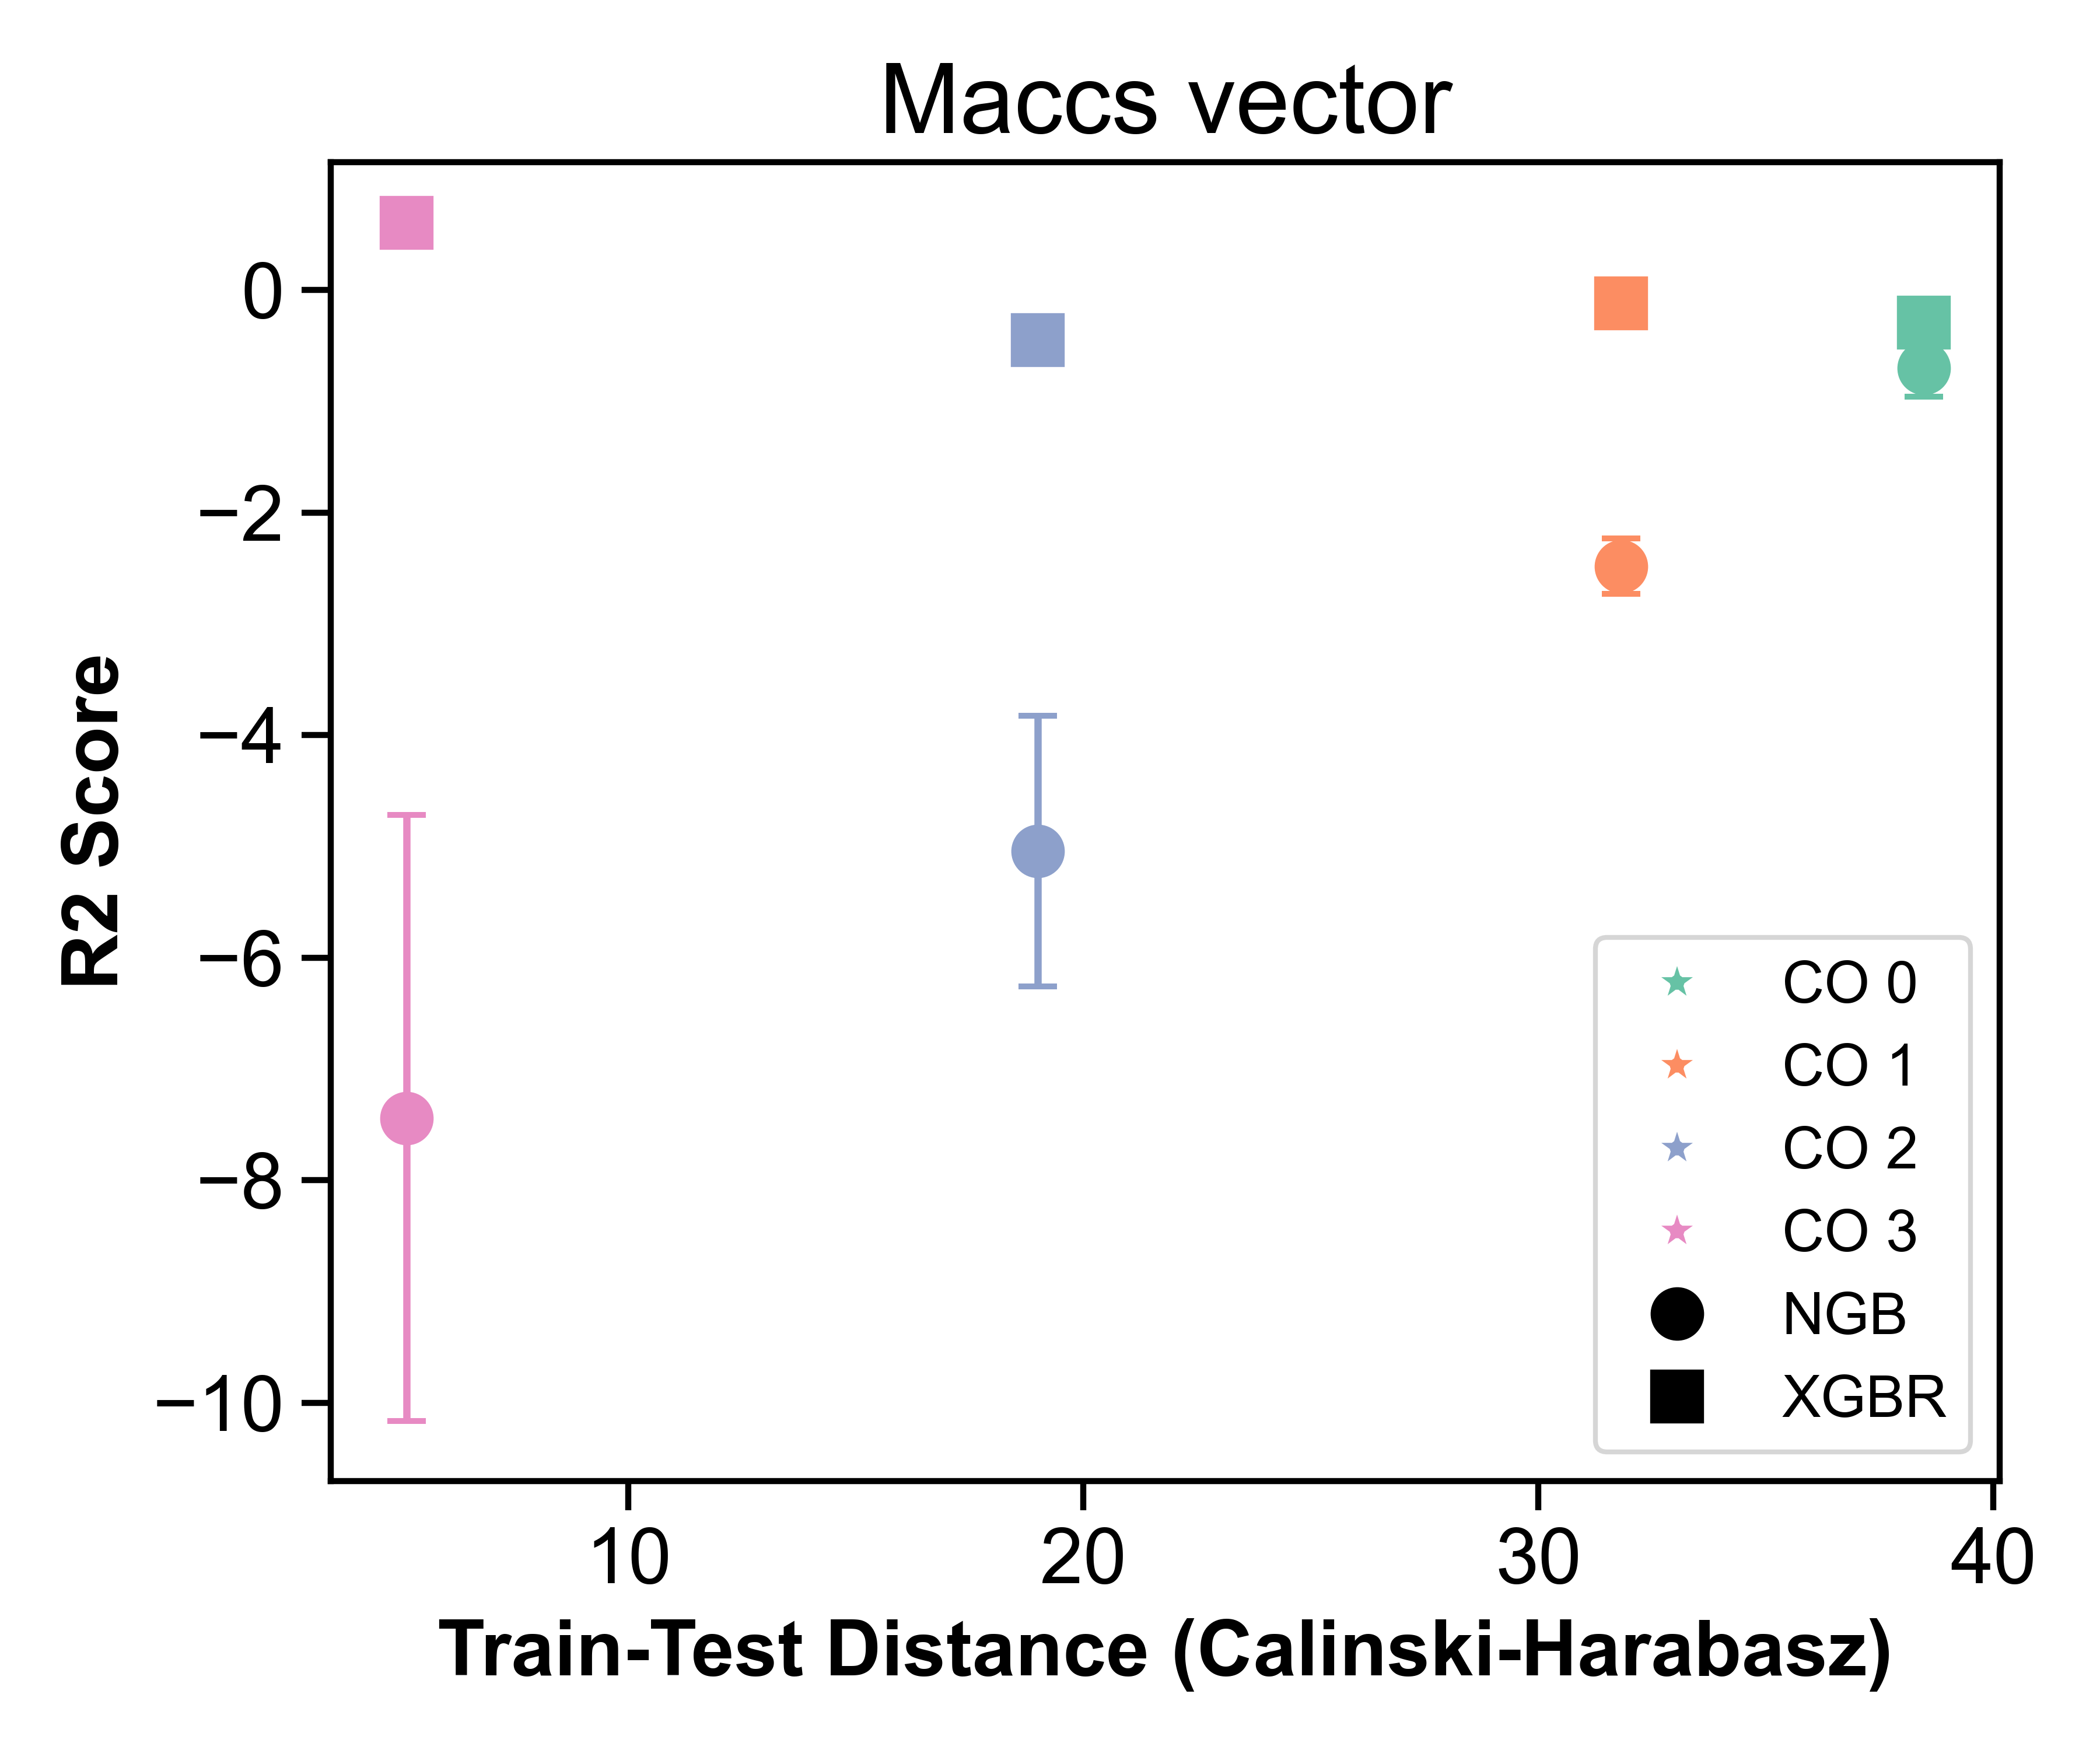 Maccs vector
R2 Score
0
−2
−4
−6
−8
−10
CO 0
CO 1
CO 2
CO 3
NGB
XGBR
10
20
30
40
Train-Test Distance (Calinski-Harabasz)